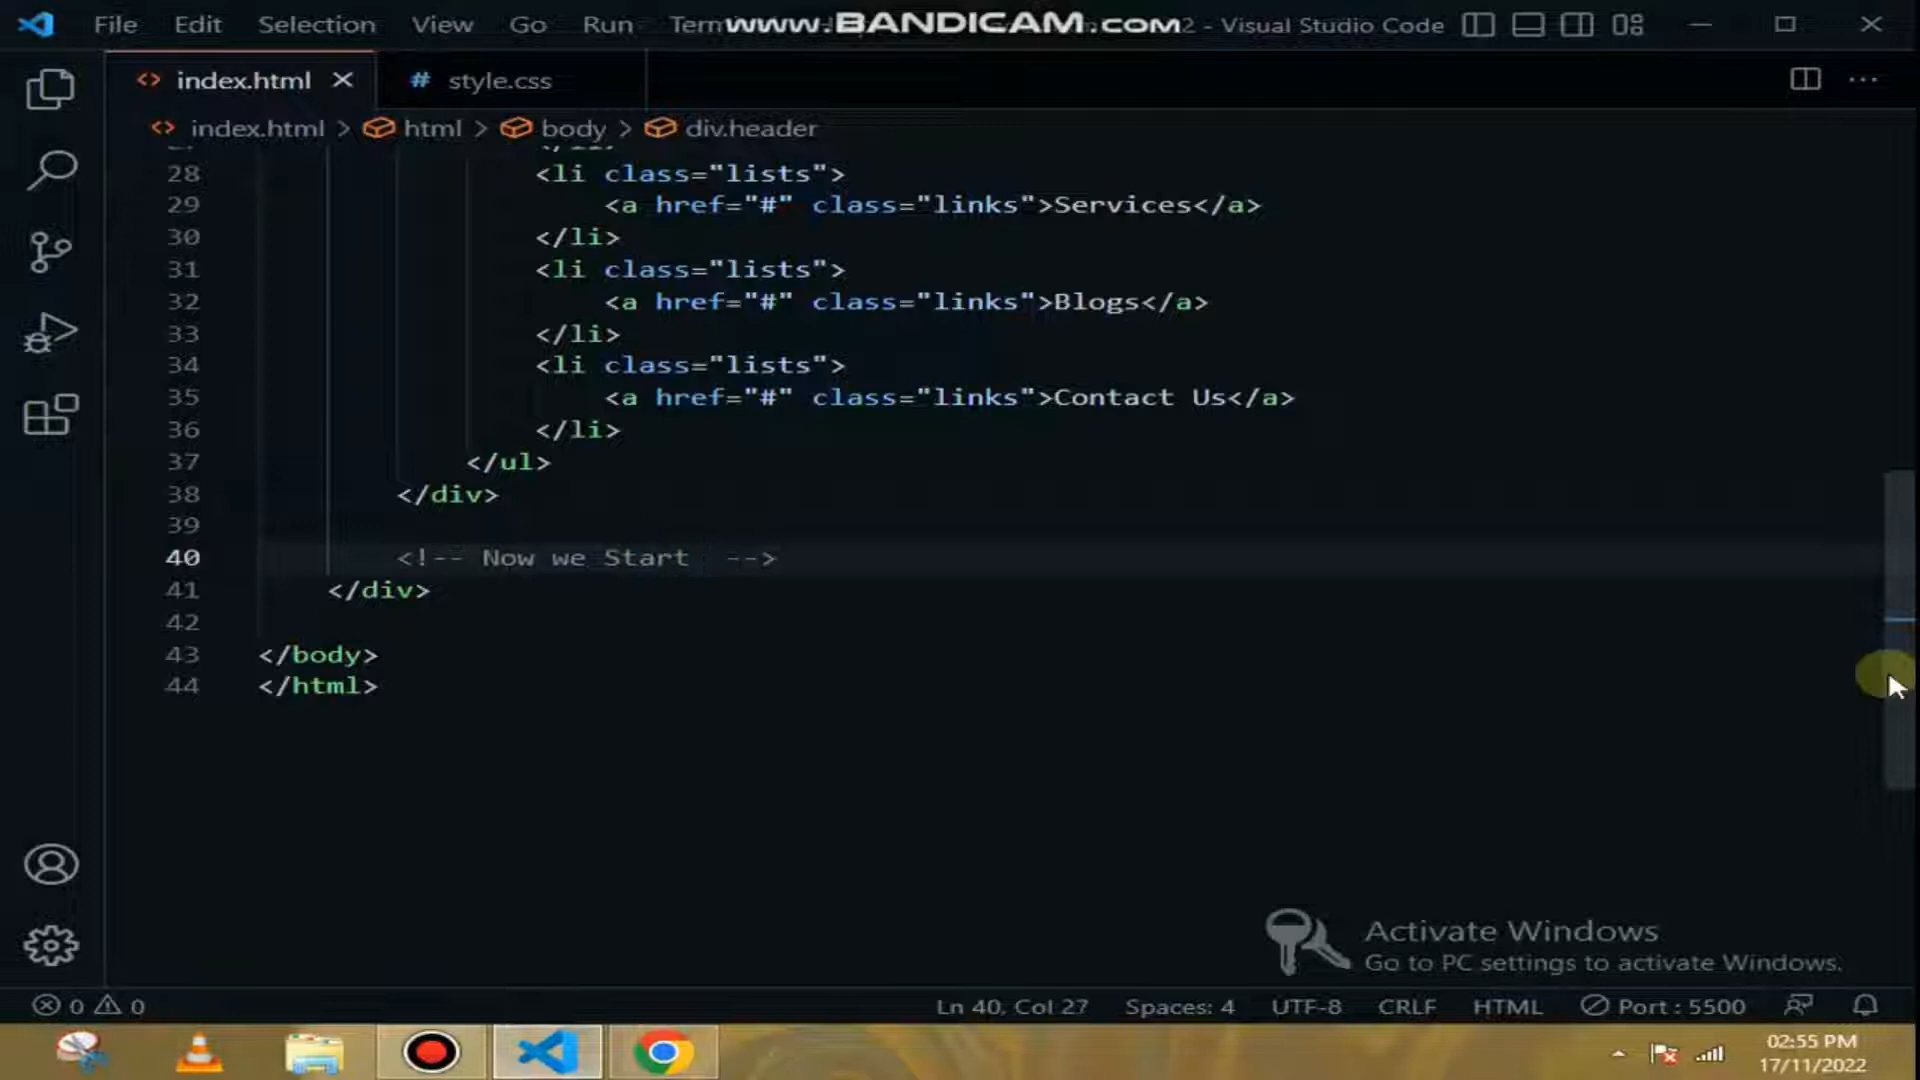 File Edit Selection View Go Run Term www.BANDICAM.com 2 - Visual Studio Code
index.html # style.css
index.html > html > body > div.header
28 <li class="lists">
29 <a href="#" class="links">Services</a>
30 </li>
31 <li class="lists">
32 <a href="#" class="links">Blogs</a>
33 </li>
34 <li class="lists">
35 <a href="#" class="links">Contact Us</a>
36 </li>
37 </ul>
38 </div>
39
40 <!-- Now we Start  -->
41 </div>
42
43 </body>
44 </html>
Activate Windows
Go to PC settings to activate Windows.
0 0 Ln 40, Col 27 Spaces: 4 UTF-8 CRLF HTML Port : 5500
02:55 PM
17/11/2022